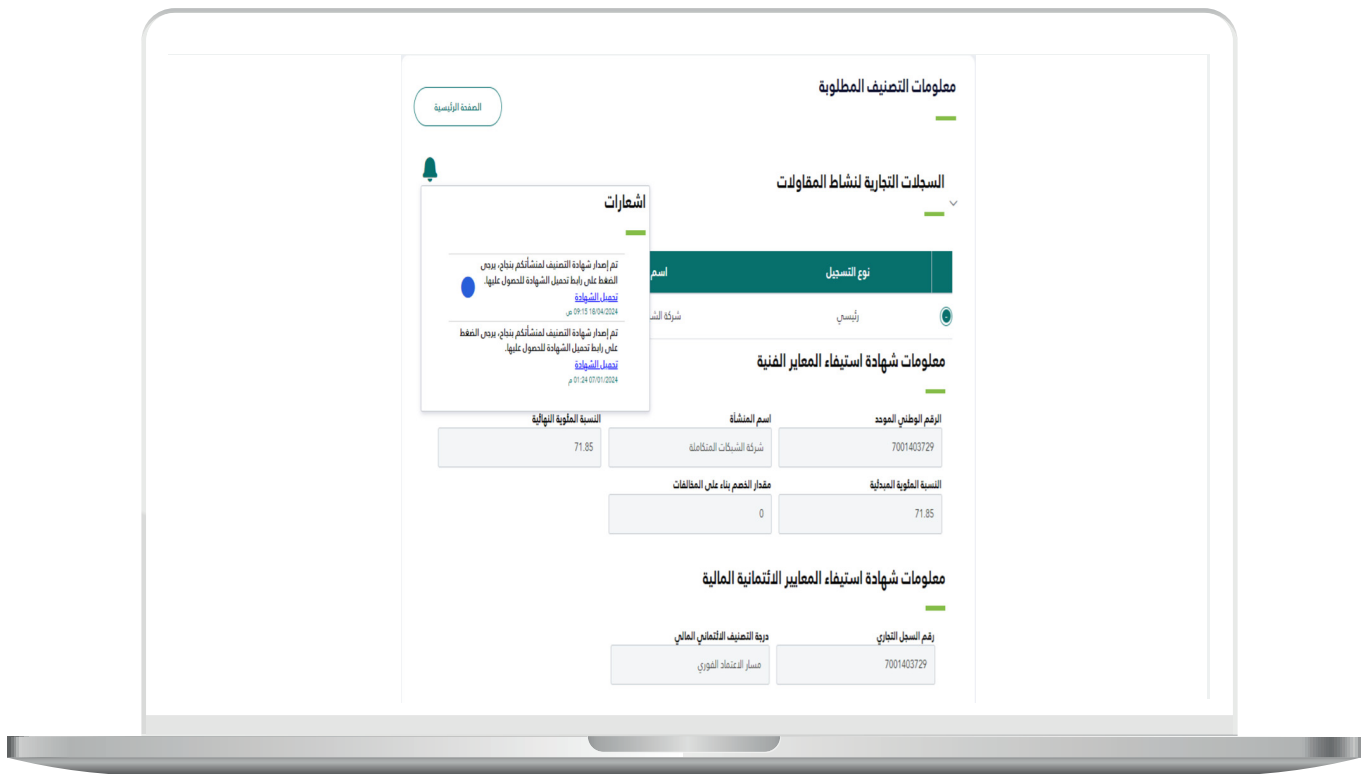 معلومات التصنيف المطلوبة
الصفحة الرئيسية
السجلات التجارية لنشاط المقاولات
اشعارات
تم إصدار شهادة التصنيف لمنشأتكم بنجاح، يرجى
الضغط على رابط تحميل الشهادة للحصول عليها.
تحميل الشهادة
18/04/2024 09:15 ص
تم إصدار شهادة التصنيف لمنشأتكم بنجاح، يرجى الضغط
على رابط تحميل الشهادة للحصول عليها.
تحميل الشهادة
07/01/2024 01:24 م
نوع التسجيل اسم
رئيسي شركة الشب
معلومات شهادة استيفاء المعاير الفنية
الرقم الوطني الموحد اسم المنشأة النسبة المئوية النهائية
7001403729 شركة الشبكات المتكاملة 71.85
النسبة المئوية المبدئية مقدار الخصم بناء على المخالفات
71.85 0
معلومات شهادة استيفاء المعايير الائتمانية المالية
رقم السجل التجاري درجة التصنيف الائتماني المالي
7001403729 مسار الاعتماد الفوري